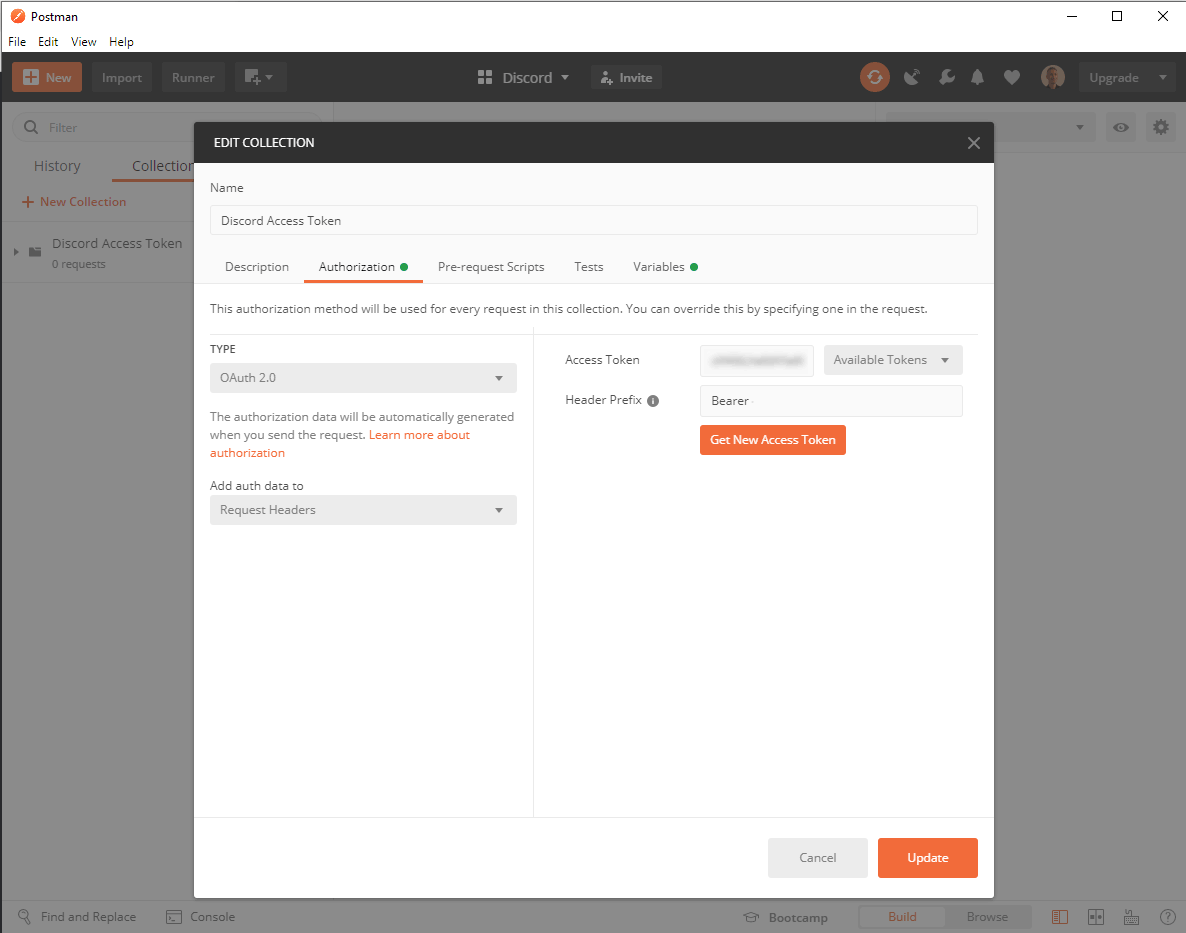 Postman
File Edit View Help
New Import Runner Discord Invite Upgrade
Filter
History Collection
New Collection
Discord Access Token
0 requests
EDIT COLLECTION
Name
Discord Access Token
Description Authorization Pre-request Scripts Tests Variables
This authorization method will be used for every request in this collection. You can override this by specifying one in the request.
TYPE
OAuth 2.0
The authorization data will be automatically generated
when you send the request. Learn more about
authorization
Add auth data to
Request Headers
Access Token Available Tokens
Header Prefix Bearer
Get New Access Token
Cancel Update
Find and Replace Console Bootcamp Build Browse